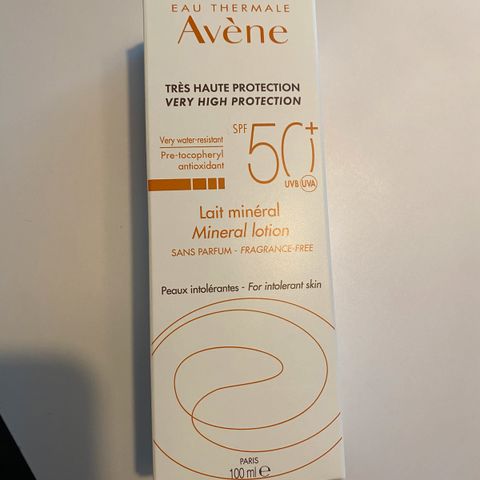 EAU THERMALE
Avène
TRÈS HAUTE PROTECTION
VERY HIGH PROTECTION
Very water-resistant
Pre-tocopheryl
antioxidant
SPF 50+
UVB UVA
Lait minéral
Mineral lotion
SANS PARFUM - FRAGRANCE-FREE
Peaux intolérantes - For intolerant skin
PARIS
100 ml e